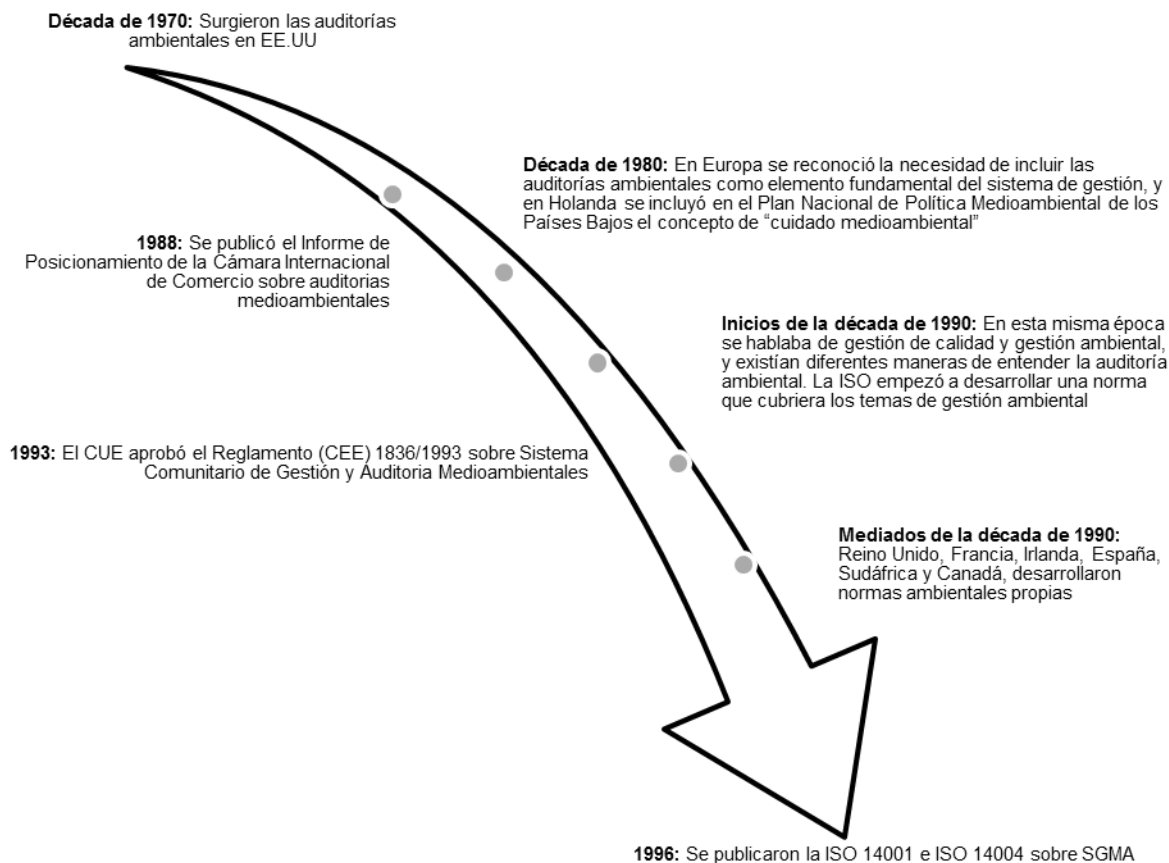 Década de 1970: Surgieron las auditorías
ambientales en EE.UU
Década de 1980: En Europa se reconoció la necesidad de incluir las
auditorías ambientales como elemento fundamental del sistema de gestión, y
en Holanda se incluyó en el Plan Nacional de Política Medioambiental de los
Países Bajos el concepto de “cuidado medioambiental”
1988: Se publicó el Informe de
Posicionamiento de la Cámara Internacional
de Comercio sobre auditorias
medioambientales
Inicios de la década de 1990: En esta misma época
se hablaba de gestión de calidad y gestión ambiental,
y existían diferentes maneras de entender la auditoría
ambiental. La ISO empezó a desarrollar una norma
que cubriera los temas de gestión ambiental
1993: El CUE aprobó el Reglamento (CEE) 1836/1993 sobre Sistema
Comunitario de Gestión y Auditoria Medioambientales
Mediados de la década de 1990:
Reino Unido, Francia, Irlanda, España,
Sudáfrica y Canadá, desarrollaron
normas ambientales propias
1996: Se publicaron la ISO 14001 e ISO 14004 sobre SGMA